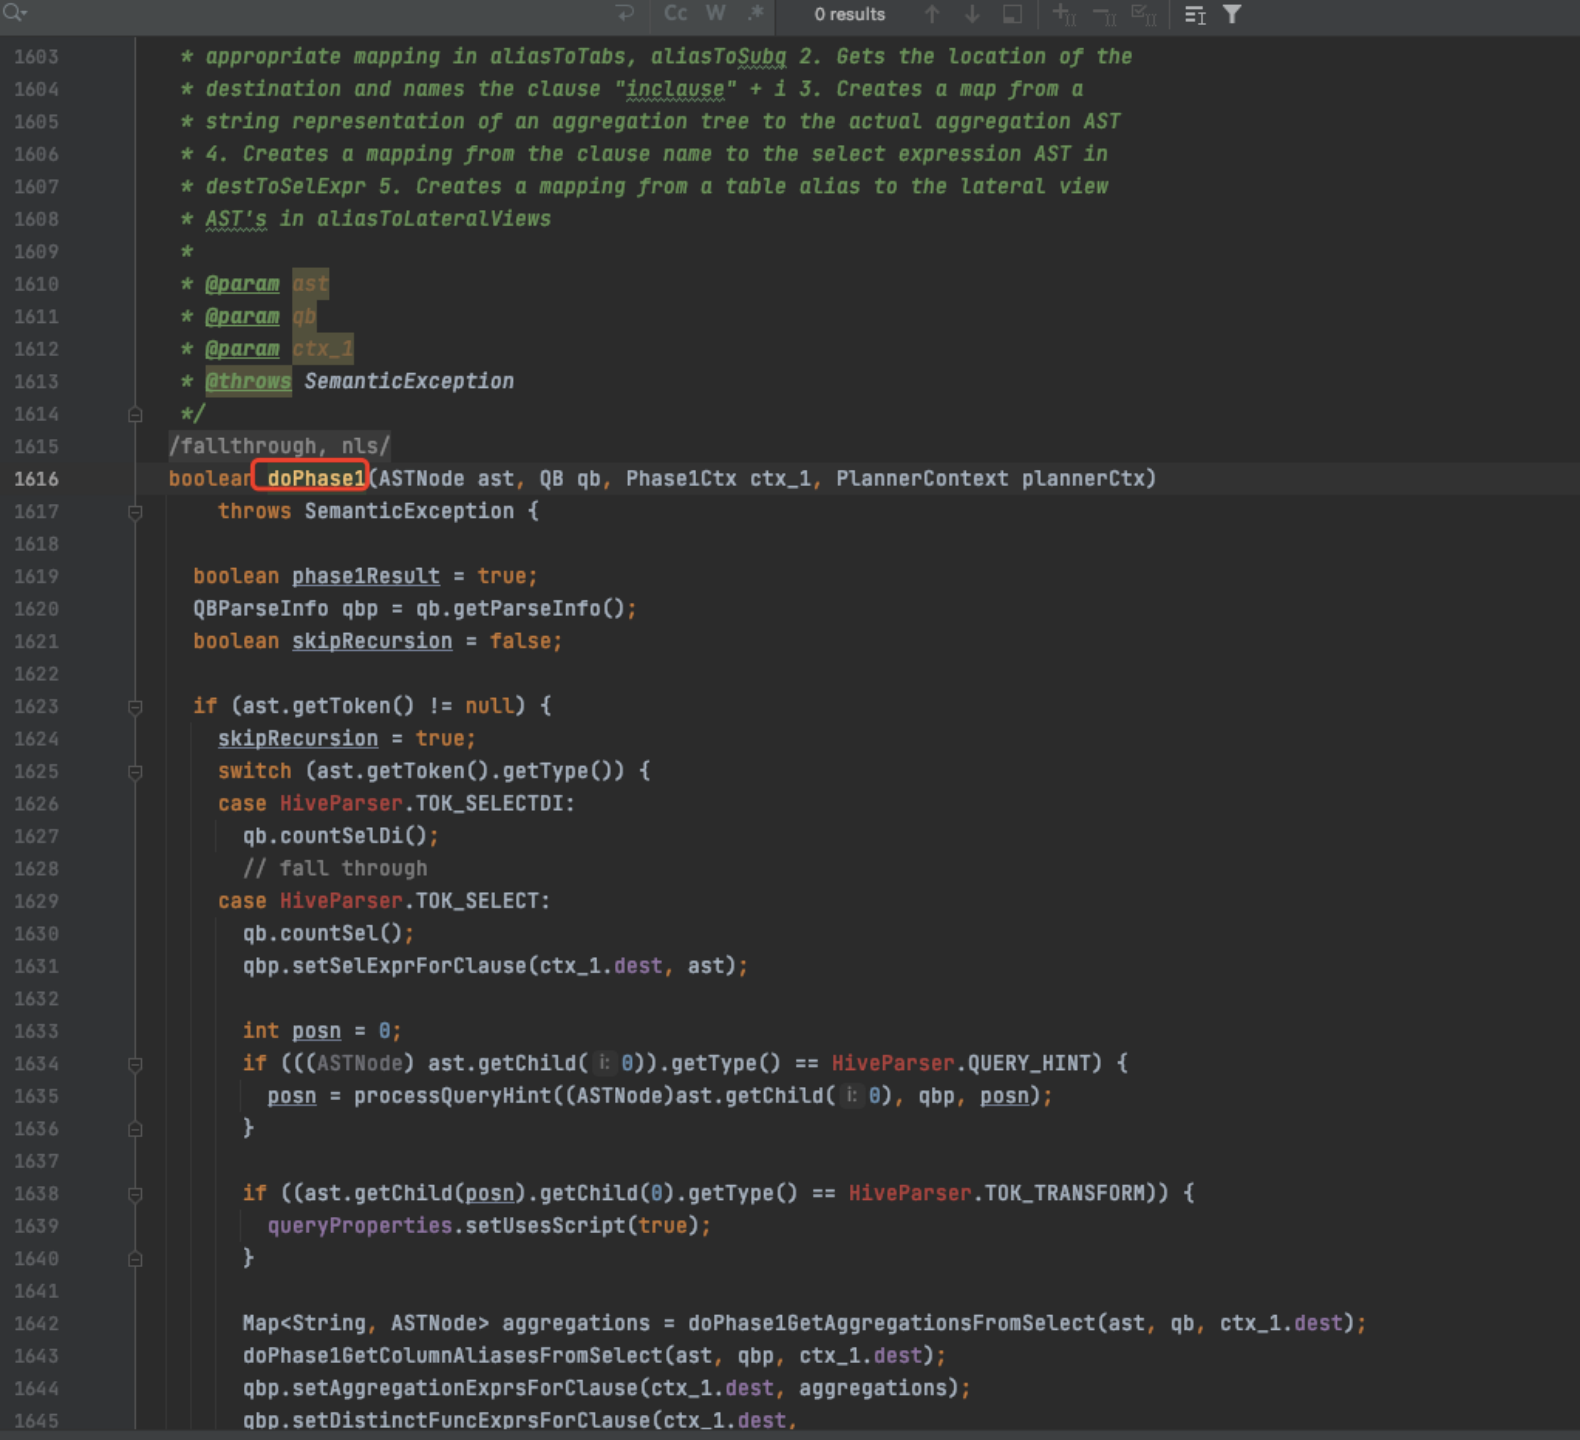 Cc W .* 0 results
1603 * appropriate mapping in aliasToTabs, aliasToSubq 2. Gets the location of the
1604 * destination and names the clause "inclause" + i 3. Creates a map from a
1605 * string representation of an aggregation tree to the actual aggregation AST
1606 * 4. Creates a mapping from the clause name to the select expression AST in
1607 * destToSelExpr 5. Creates a mapping from a table alias to the lateral view
1608 * AST's in aliasToLateralViews
1609 *
1610 * @param ast
1611 * @param qb
1612 * @param ctx_1
1613 * @throws SemanticException
1614 */
1615 /fallthrough, nls/
1616 boolean doPhase1(ASTNode ast, QB qb, Phase1Ctx ctx_1, PlannerContext plannerCtx)
1617 throws SemanticException {
1618
1619 boolean phase1Result = true;
1620 QBParseInfo qbp = qb.getParseInfo();
1621 boolean skipRecursion = false;
1622
1623 if (ast.getToken() != null) {
1624 skipRecursion = true;
1625 switch (ast.getToken().getType()) {
1626 case HiveParser.TOK_SELECTDI:
1627 qb.countSelDi();
1628 // fall through
1629 case HiveParser.TOK_SELECT:
1630 qb.countSel();
1631 qbp.setSelExprForClause(ctx_1.dest, ast);
1632
1633 int posn = 0;
1634 if (((ASTNode) ast.getChild( i: 0)).getType() == HiveParser.QUERY_HINT) {
1635 posn = processQueryHint((ASTNode)ast.getChild( i: 0), qbp, posn);
1636 }
1637
1638 if ((ast.getChild(posn).getChild(0).getType() == HiveParser.TOK_TRANSFORM)) {
1639 queryProperties.setUsesScript(true);
1640 }
1641
1642 Map<String, ASTNode> aggregations = doPhase1GetAggregationsFromSelect(ast, qb, ctx_1.dest);
1643 doPhase1GetColumnAliasesFromSelect(ast, qbp, ctx_1.dest);
1644 qbp.setAggregationExprsForClause(ctx_1.dest, aggregations);
1645 qbp.setDistinctFuncExprsForClause(ctx_1.dest,